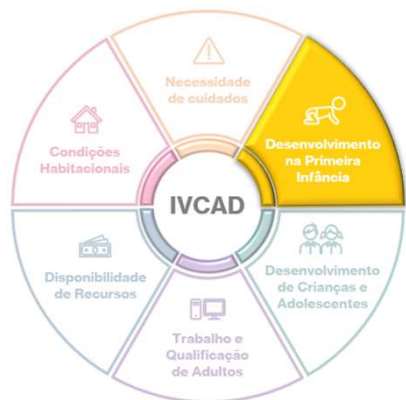 Necessidade
de cuidados
Desenvolvimento
na Primeira
Infância
Desenvolvimento
de Crianças e
Adolescentes
Trabalho e
Qualificação
de Adultos
Disponibilidade
de Recursos
Condições
Habitacionais
IVCAD